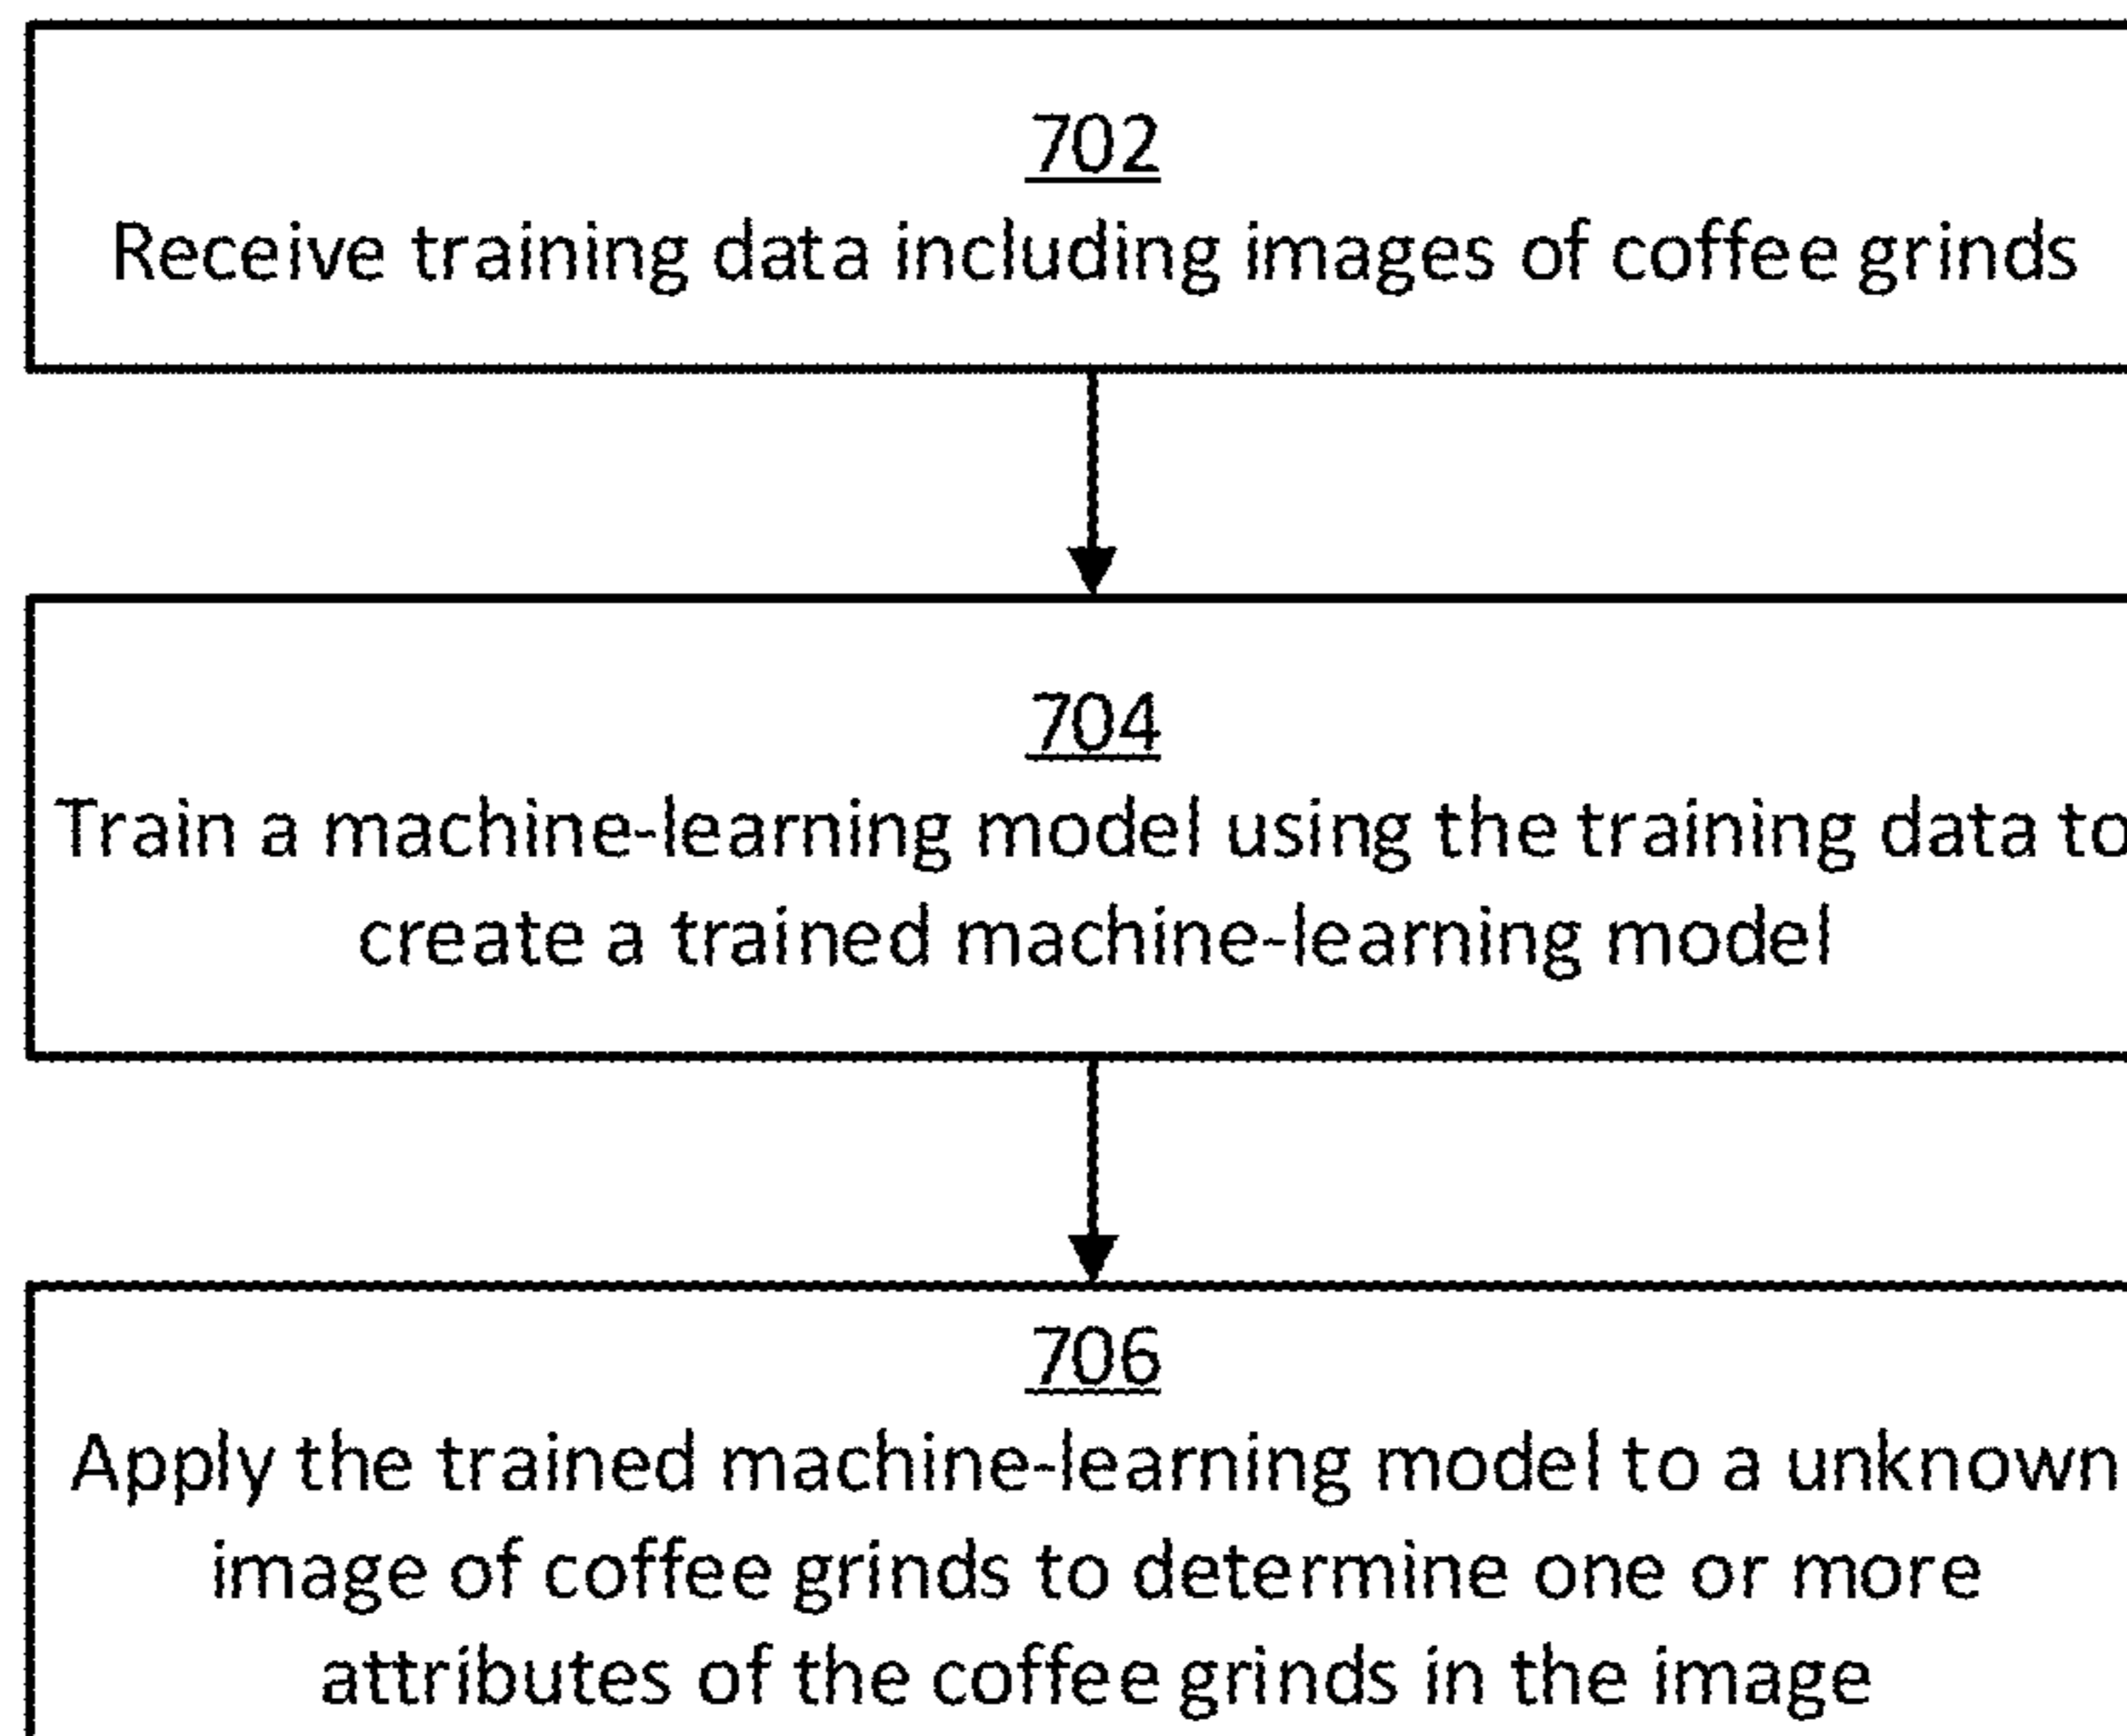 702
Receive training data including images of coffee grinds
704
Train a machine-learning model using the training data to
create a trained machine-learning model
706
Apply the trained machine-learning model to a unknown
image of coffee grinds to determine one or more
attributes of the coffee grinds in the image